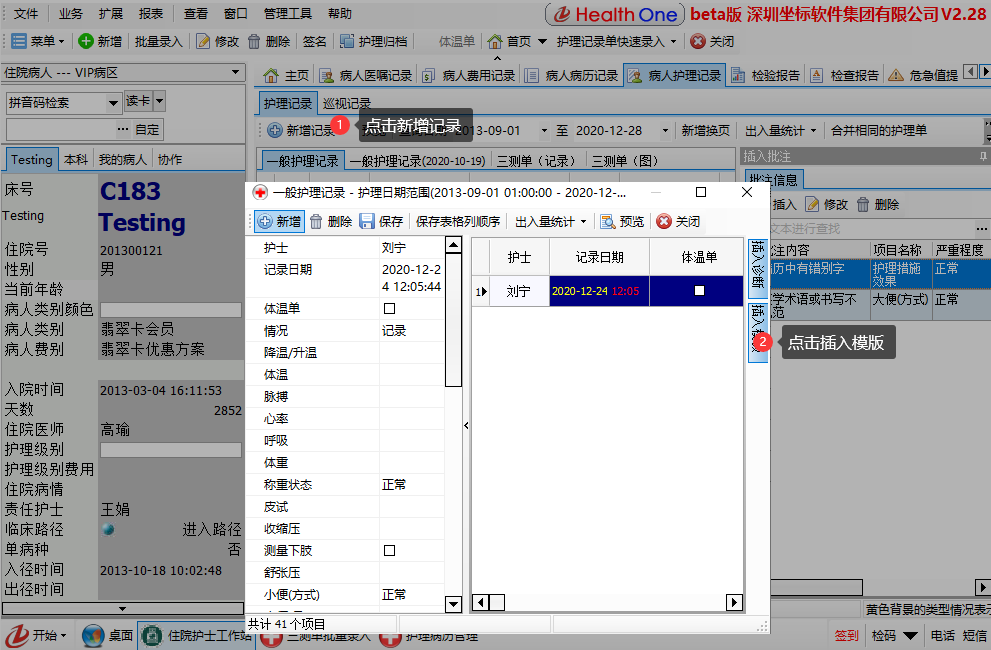 文件 业务 扩展 报表 查看 窗口 管理工具 帮助
Health One beta版 深圳坐标软件集团有限公司 V2.28
菜单 新增 批量录入 修改 删除 签名 护理归档 体温单 首页 护理记录单快速录入 关闭
住院病人 --- VIP病区
主页 病人医嘱记录 病人费用记录 病人病历记录 病人护理记录 检验报告 检查报告 危急值提
拼音码检索 读卡
护理记录 巡视记录
... 自定
新增记录 1 点击新增记录 2013-09-01 至 2020-12-28 新增换页 出入量统计 合并相同的护理单
Testing 本科 我的病人 协作
一般护理记录 一般护理记录(2020-10-19) 三测单（记录） 三测单（图）
插入批注
批注信息
插入 修改 删除
文本进行查找 ...
批注内容 项目名称 严重程度
历中有错别字 护理措施效果 正常
学术语或书写不范 大便(方式) 正常
床号 C183
Testing Testing
住院号 201300121
性别 男
当前年龄
病人类别颜色
病人类别 翡翠卡会员
病人费别 翡翠卡优惠方案
入院时间 2013-03-04 16:11:53
天数 2852
住院医师 高瑜
护理级别
护理级别费用
住院病情
责任护士 王娟
临床路径 进入路径
单病种 否
入径时间 2013-10-18 10:02:48
出径时间
一般护理记录 - 护理日期范围(2013-09-01 01:00:00 - 2020-12-...
新增 删除 保存 保存表格列顺序 出入量统计 预览 关闭
护士 刘宁
记录日期 2020-12-2
4 12:05:44
体温单
情况 记录
降温/升温
体温
脉搏
心率
呼吸
体重
称重状态 正常
皮试
收缩压
测量下肢
舒张压
小便(方式) 正常
共计 41个项目
护士 记录日期 体温单
1 刘宁 2020-12-24 12:05
插入诊断
插入模
2 点击插入模版
黄色背景的类型情况表示
开始 桌面 住院护士工作站 三测单批量录入 护理病历管理 签到 检码 电话 短信